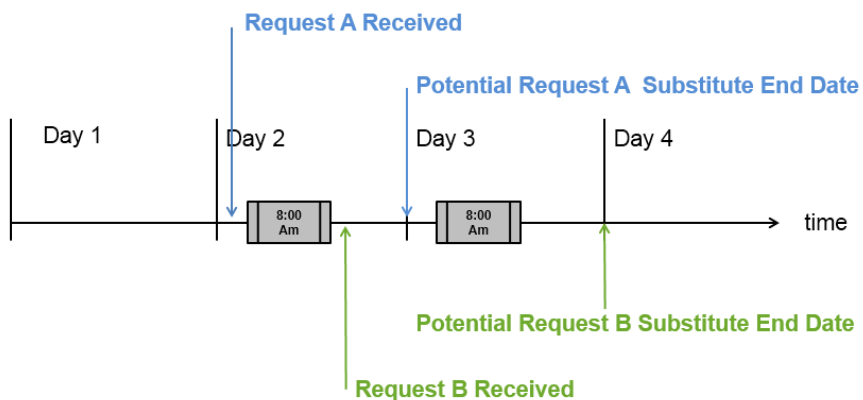 Request A Received
Potential Request A Substitute End Date
Day 1
Day 2
Day 3
Day 4
8:00
Am
8:00
Am
time
Potential Request B Substitute End Date
Request B Received